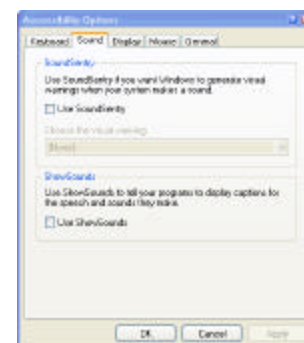 Accessibility Options
Keyboard Sound Display Mouse General
SoundSentry
Use SoundSentry if you want Windows to generate visual
warnings when your system makes a sound.
Use SoundSentry
Choose the visual warning:
[None]
ShowSounds
Use ShowSounds to tell your programs to display captions for
the speech and sounds they make.
Use ShowSounds
OK Cancel Apply